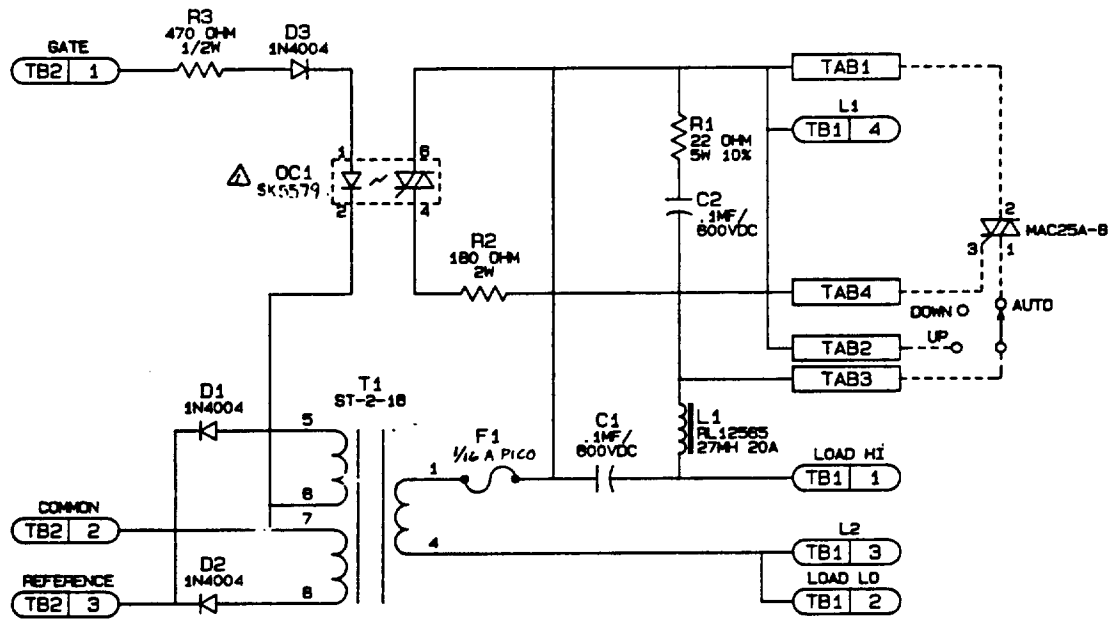 R3
470 OHM
1/2W
D3
1N4004
GATE
TB2 1
TAB1
L1
TB1 4
R1
22 OHM
5W 10%
1
6
OC1
SK5579
2
4
C2
.1MF/
600VDC
2
MAC25A-8
3
1
R2
180 OHM
2W
TAB4
DOWN
AUTO
UP
TAB2
TAB3
D1
1N4004
T1
ST-2-18
5
6
F1
1/16 A PICO
1
C1
.1MF/
600VDC
L1
RL12565
27MH 20A
LOAD HI
TB1 1
COMMON
TB2 2
7
4
L2
TB1 3
REFERENCE
TB2 3
D2
1N4004
8
LOAD LO
TB1 2